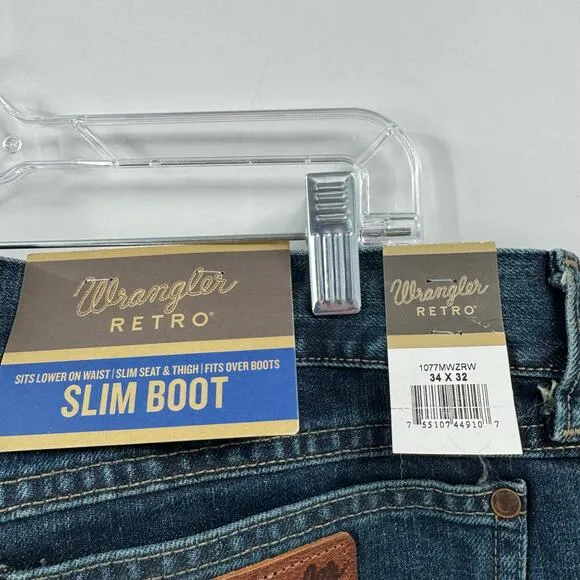 Wrangler
RETRO®
SITS LOWER ON WAIST | SLIM SEAT & THIGH | FITS OVER BOOTS
SLIM BOOT
Wrangler
RETRO®
1077MWZRW
34 X 32
7 55107 44910 7